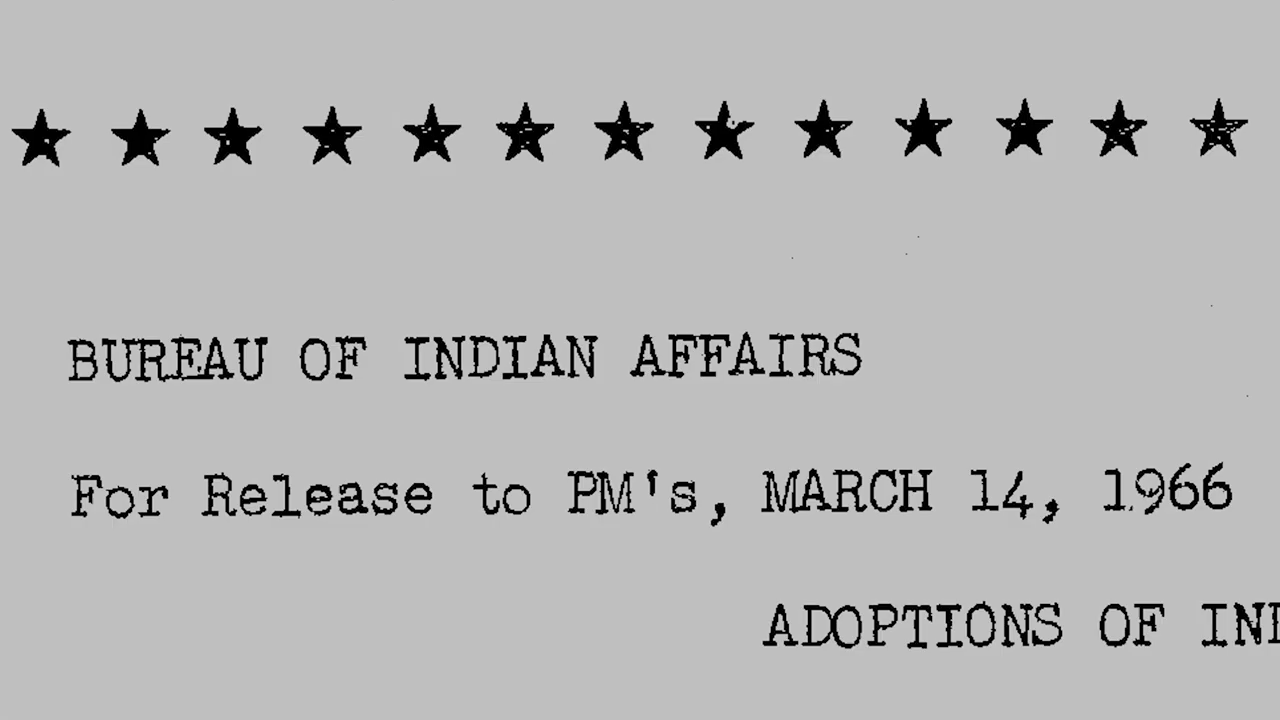 BUREAU OF INDIAN AFFAIRS
For Release to PM's, MARCH 14, 1966
ADOPTIONS OF